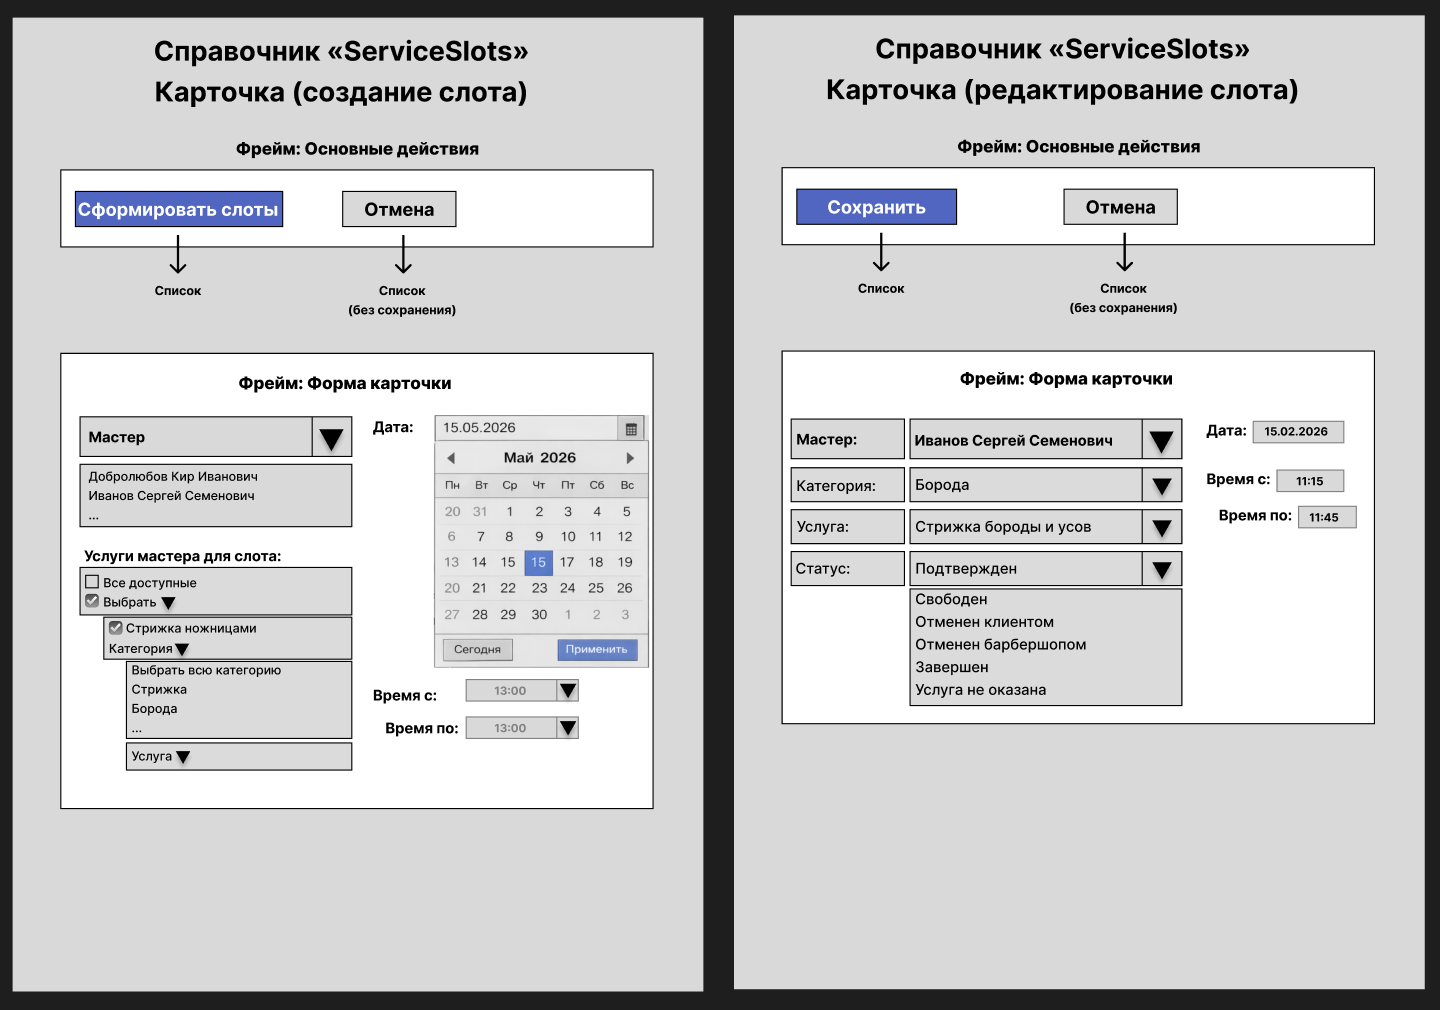 Справочник «ServiceSlots»
Карточка (создание слота)
Фрейм: Основные действия
Сформировать слоты
Отмена
Список
Список
(без сохранения)
Фрейм: Форма карточки
Мастер
Добролюбов Кир Иванович
Иванов Сергей Семенович
...
Услуги мастера для слота:
Все доступные
Выбрать
Стрижка ножницами
Категория
Выбрать всю категорию
Стрижка
Борода
...
Услуга
Дата:
15.05.2026
Май 2026
Пн Вт Ср Чт Пт Сб Вс
20 31 1 2 3 4 5
6 7 8 9 10 11 12
13 14 15 15 17 18 19
20 21 22 23 24 25 26
27 28 29 30 1 2 3
Сегодня
Применить
Время с:
13:00
Время по:
13:00
Справочник «ServiceSlots»
Карточка (редактирование слота)
Фрейм: Основные действия
Сохранить
Отмена
Список
Список
(без сохранения)
Фрейм: Форма карточки
Мастер:
Иванов Сергей Семенович
Категория:
Борода
Услуга:
Стрижка бороды и усов
Статус:
Подтвержден
Свободен
Отменен клиентом
Отменен барбершопом
Завершен
Услуга не оказана
Дата:
15.02.2026
Время с:
11:15
Время по:
11:45